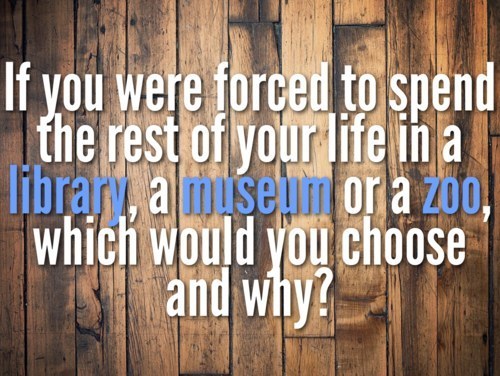 If you were forced to spend
the rest of your life in a
library, a museum or a zoo,
which would you choose
and why?